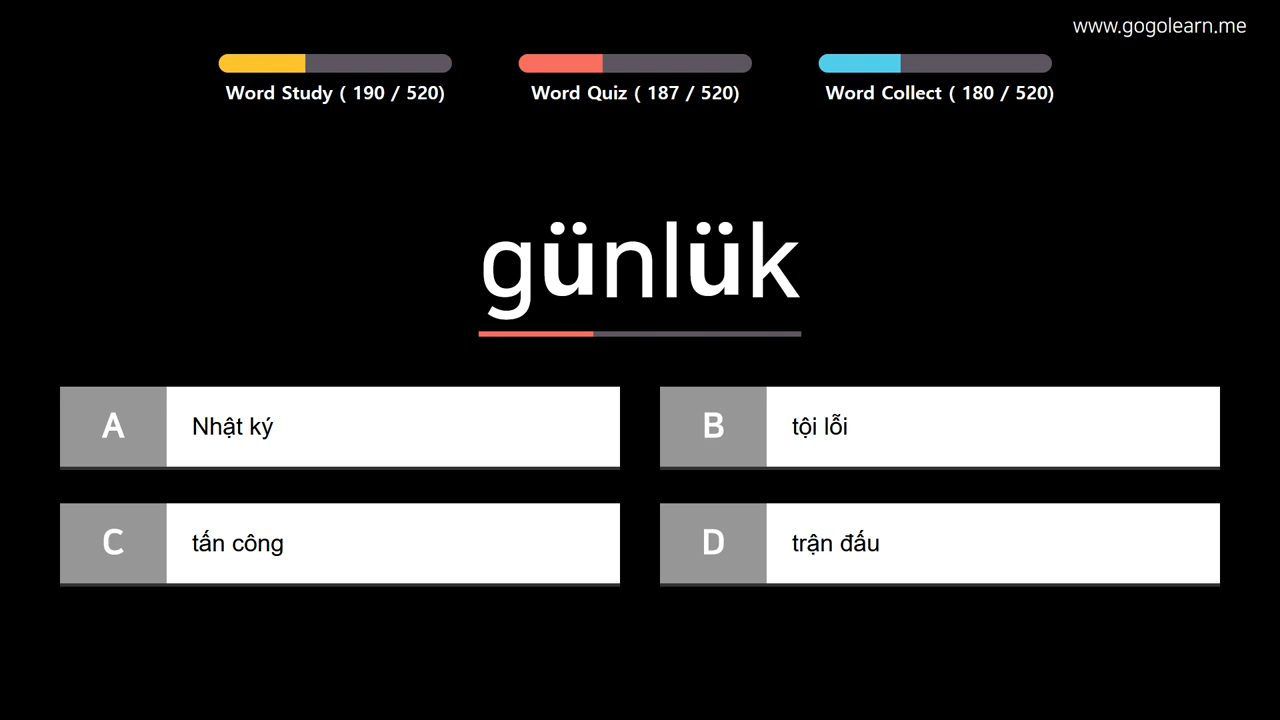 www.gogolearn.me
Word Study ( 190 / 520)
Word Quiz ( 187 / 520)
Word Collect ( 180 / 520)
günlük
A Nhật ký
B tội lỗi
C tấn công
D trận đấu